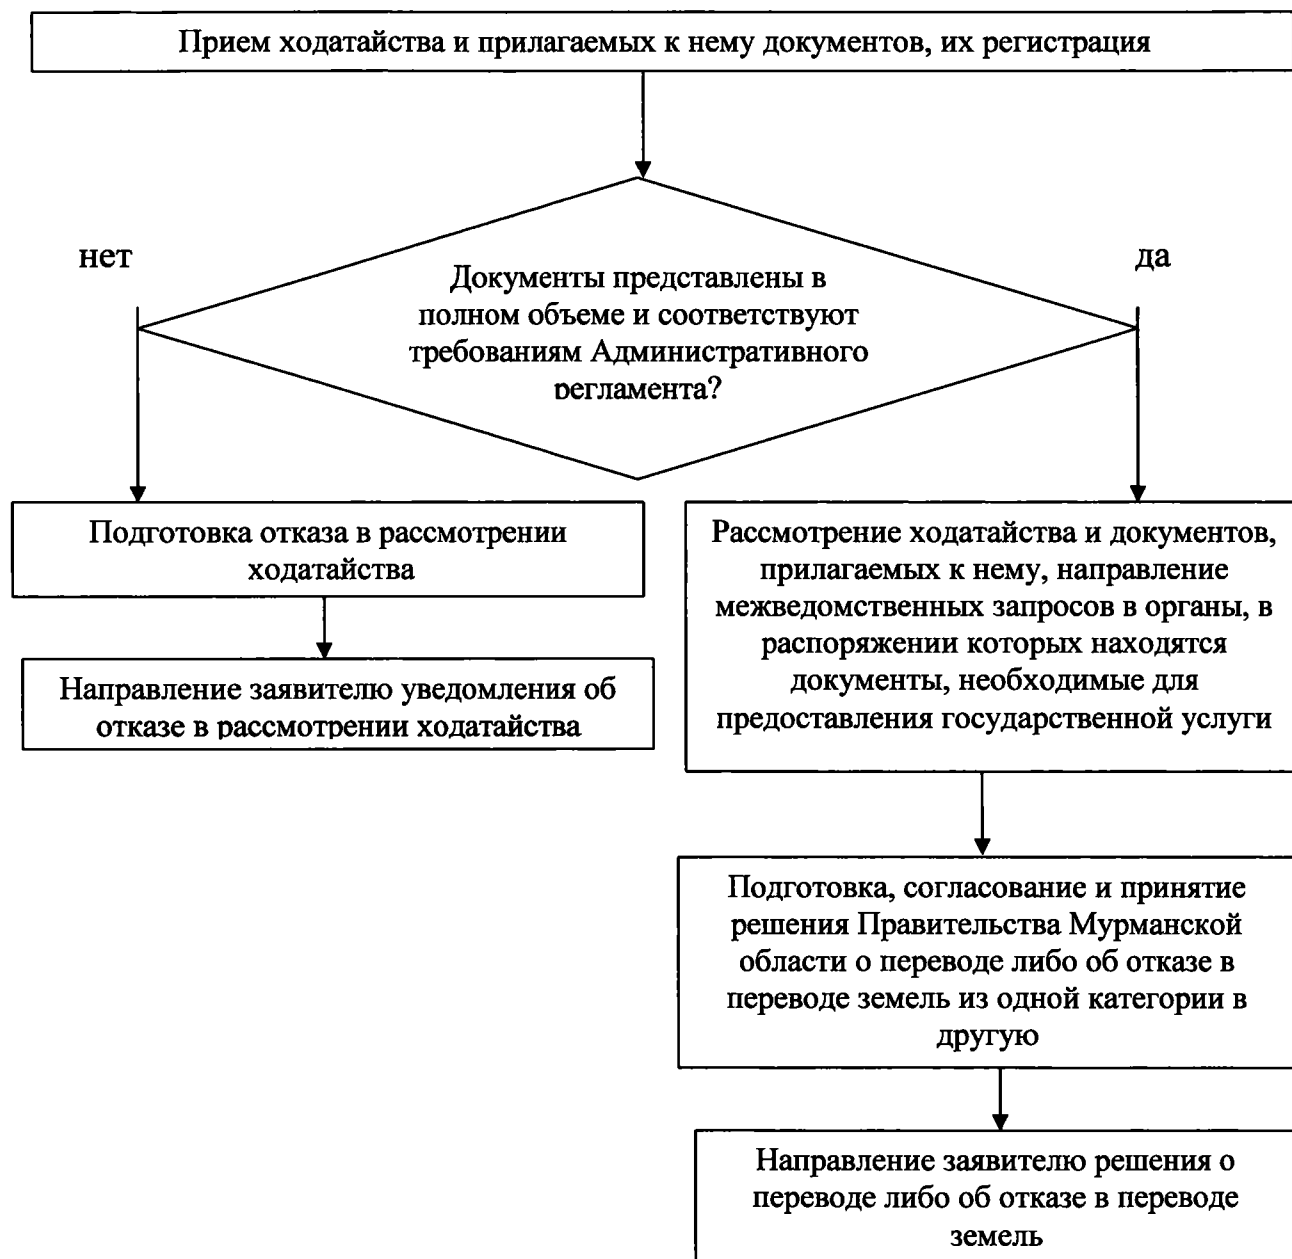 Прием ходатайства и прилагаемых к нему документов, их регистрация
нет
да
Документы представлены в
полном объеме и соответствуют
требованиям Административного
регламента?
Подготовка отказа в рассмотрении
ходатайства
Направление заявителю уведомления об
отказе в рассмотрении ходатайства
Рассмотрение ходатайства и документов,
прилагаемых к нему, направление
межведомственных запросов в органы, в
распоряжении которых находятся
документы, необходимые для
предоставления государственной услуги
Подготовка, согласование и принятие
решения Правительства Мурманской
области о переводе либо об отказе в
переводе земель из одной категории в
другую
Направление заявителю решения о
переводе либо об отказе в переводе
земель